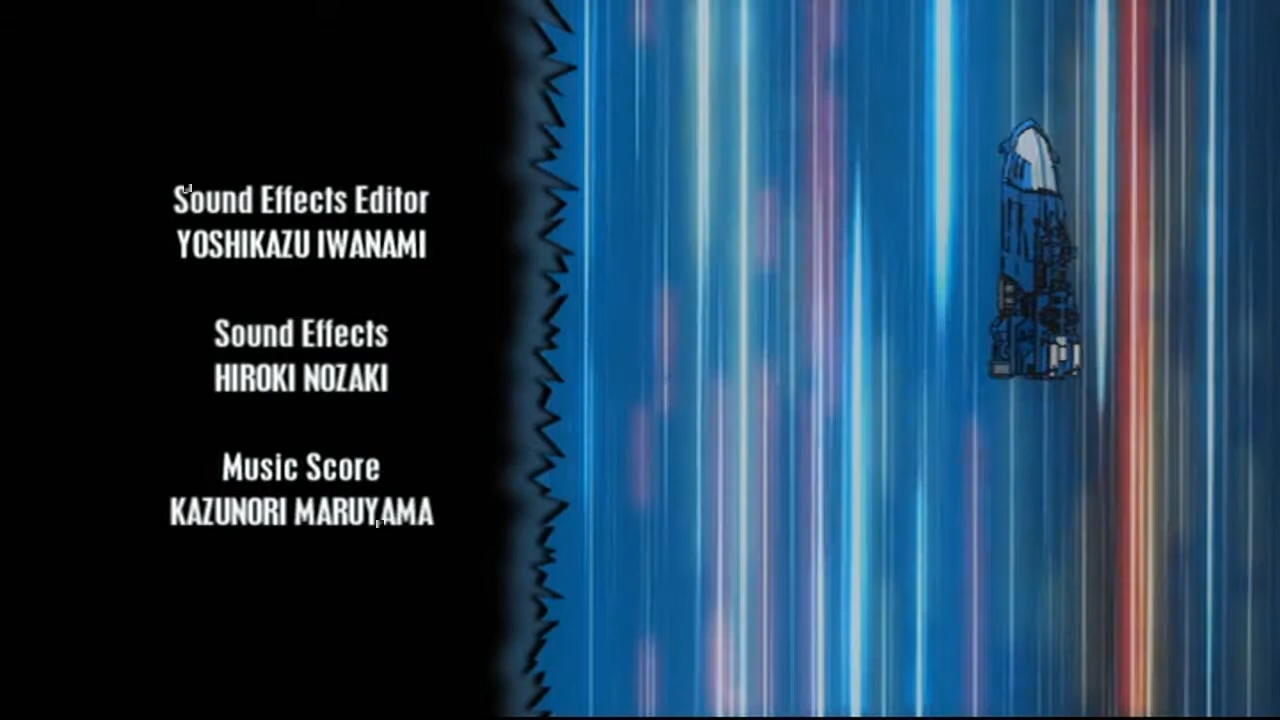 Sound Effects Editor
YOSHIKAZU IWANAMI
Sound Effects
HIROKI NOZAKI
Music Score
KAZUNORI MARUYAMA